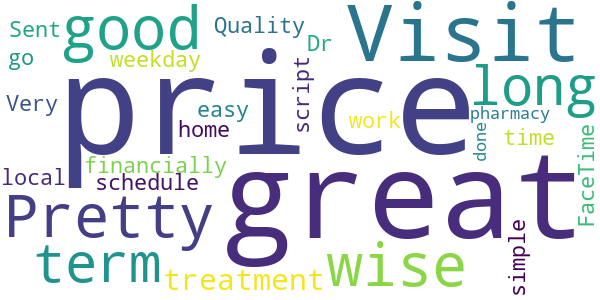 Sent good Quality Dr Visit
go weekday
Very price script long
easy pharmacy
home work time
done
financially
local schedule great FaceTime
Pretty
term treatment wise simple